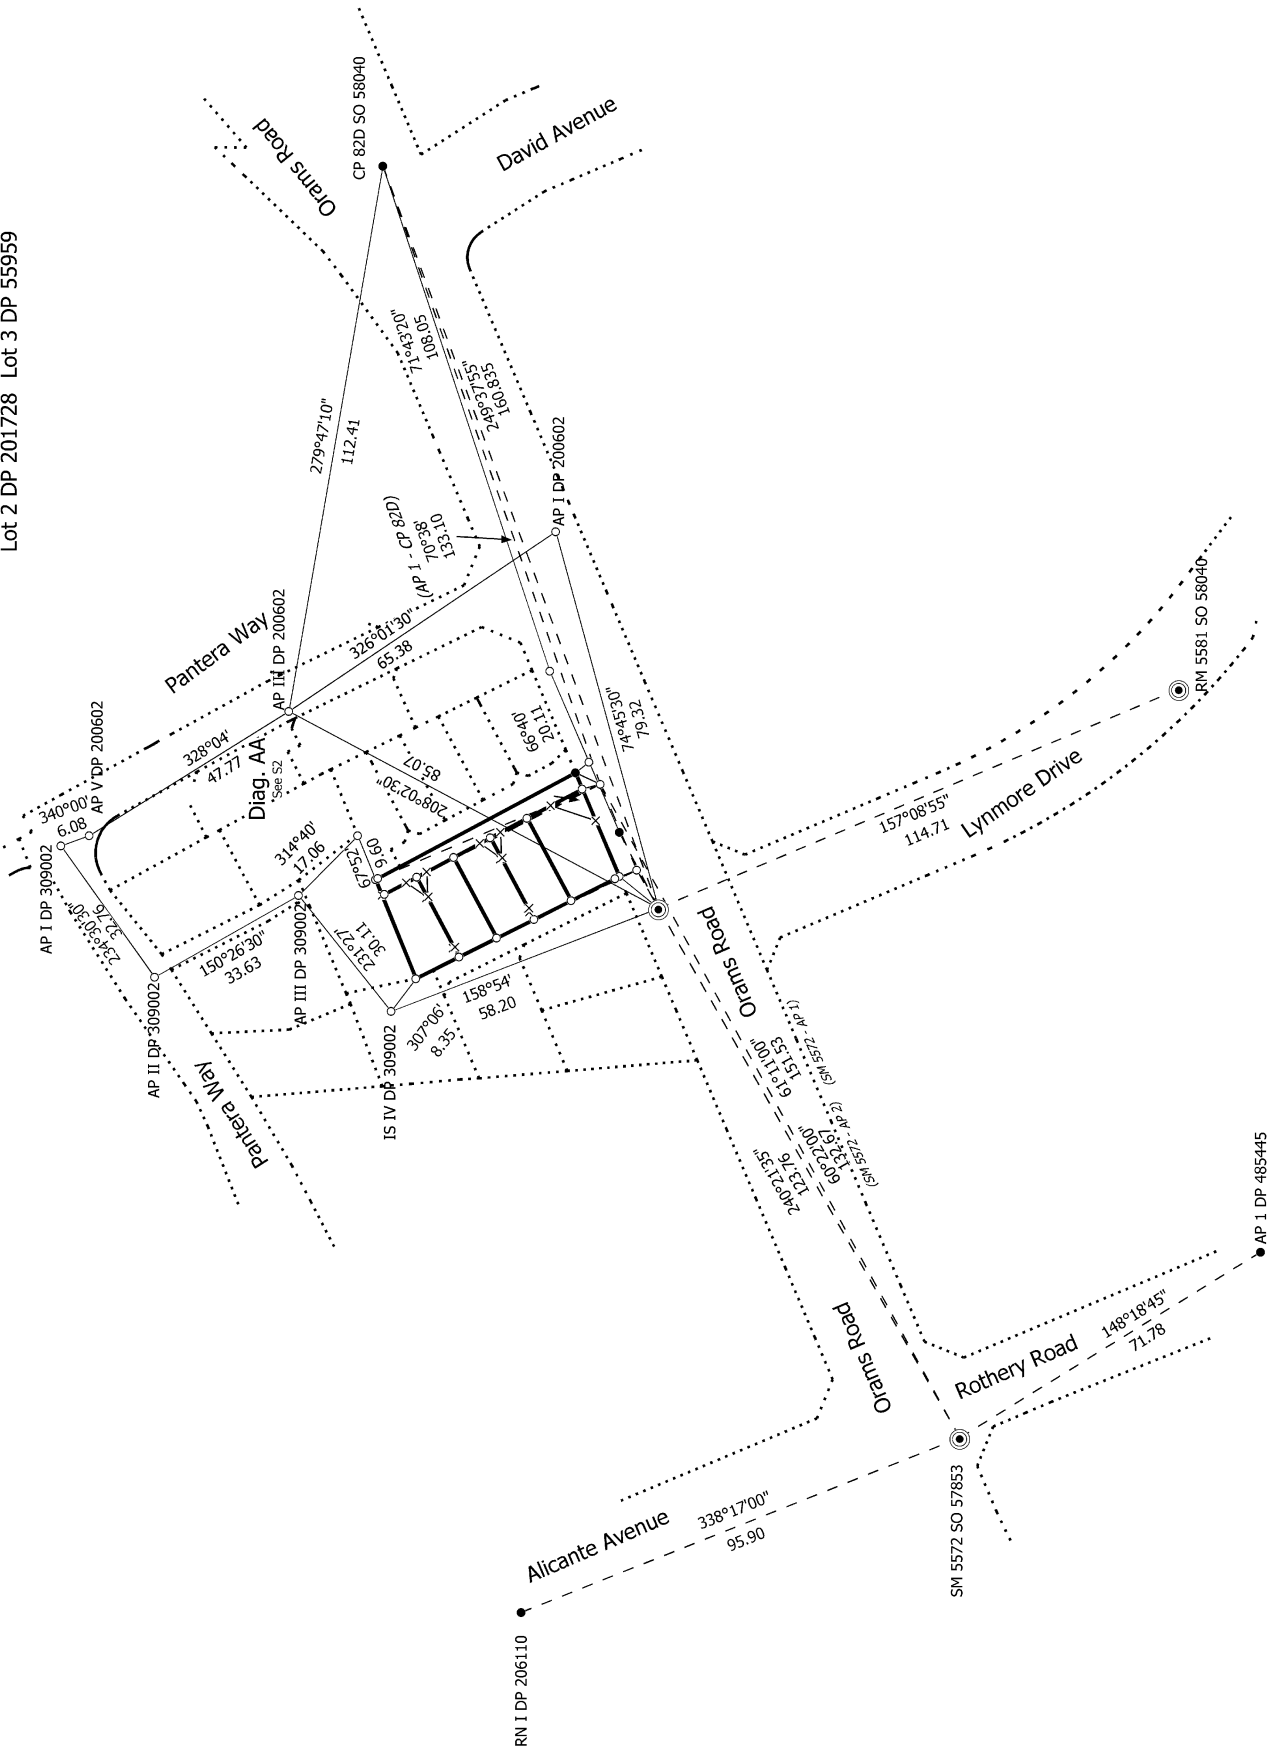 Lot 2 DP 201728   Lot 3 DP 55959
CP 82D SO 58040
Orams Road
David Avenue
71°43'20"
108.05
249°37'55"
160.835
279°47'10"
112.41
AP I DP 200602
(AP 1 - CP 82D)
70°38'
133.10
326°01'30"
65.38
AP III DP 200602
Pantera Way
AP V DP 200602
328°04'
47.77
Diag. AA
See S2
340°00'
6.08
AP I DP 309002
234°30'30"
32.76
AP II DP 309002
150°26'30"
33.63
AP III DP 309002
314°40'
17.06
67°52'
9.60
231°27'
30.11
208°02'30"
85.07
66°40'
20.11
74°45'30"
79.32
IS IV DP 309002
307°06'
8.35
158°54'
58.20
Pantera Way
RM 5581 SO 58040
157°08'55"
114.71
Lynmore Drive
Orams Road
61°11'00"
151.53
(SM 5572 - AP 1)
240°21'35"
123.76
60°22'00"
132.67
(SM 5572 - AP 2)
Orams Road
AP 1 DP 485445
148°18'45"
71.78
Rothery Road
SM 5572 SO 57853
Alicante Avenue
338°17'00"
95.90
RN I DP 206110